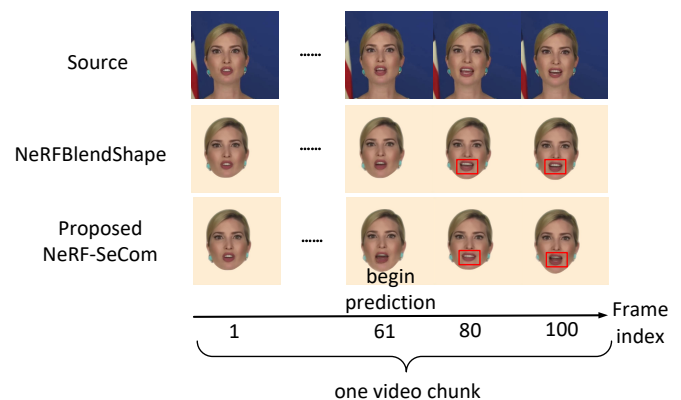 Source
......
NeRFBlendShape
......
Proposed
NeRF-SeCom
......
begin
prediction
Frame
index
1
61
80
100
one video chunk